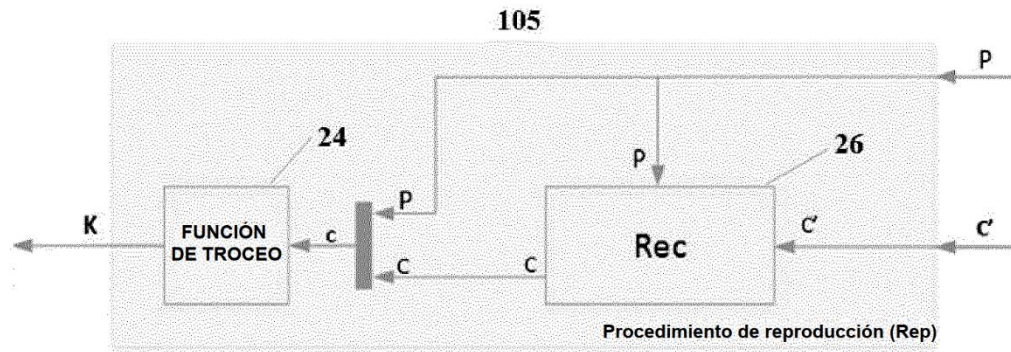 105
P
24
26
P
P
K
FUNCIÓN
DE TROCEO
c
Rec
C'
C'
C
C
Procedimiento de reproducción (Rep)